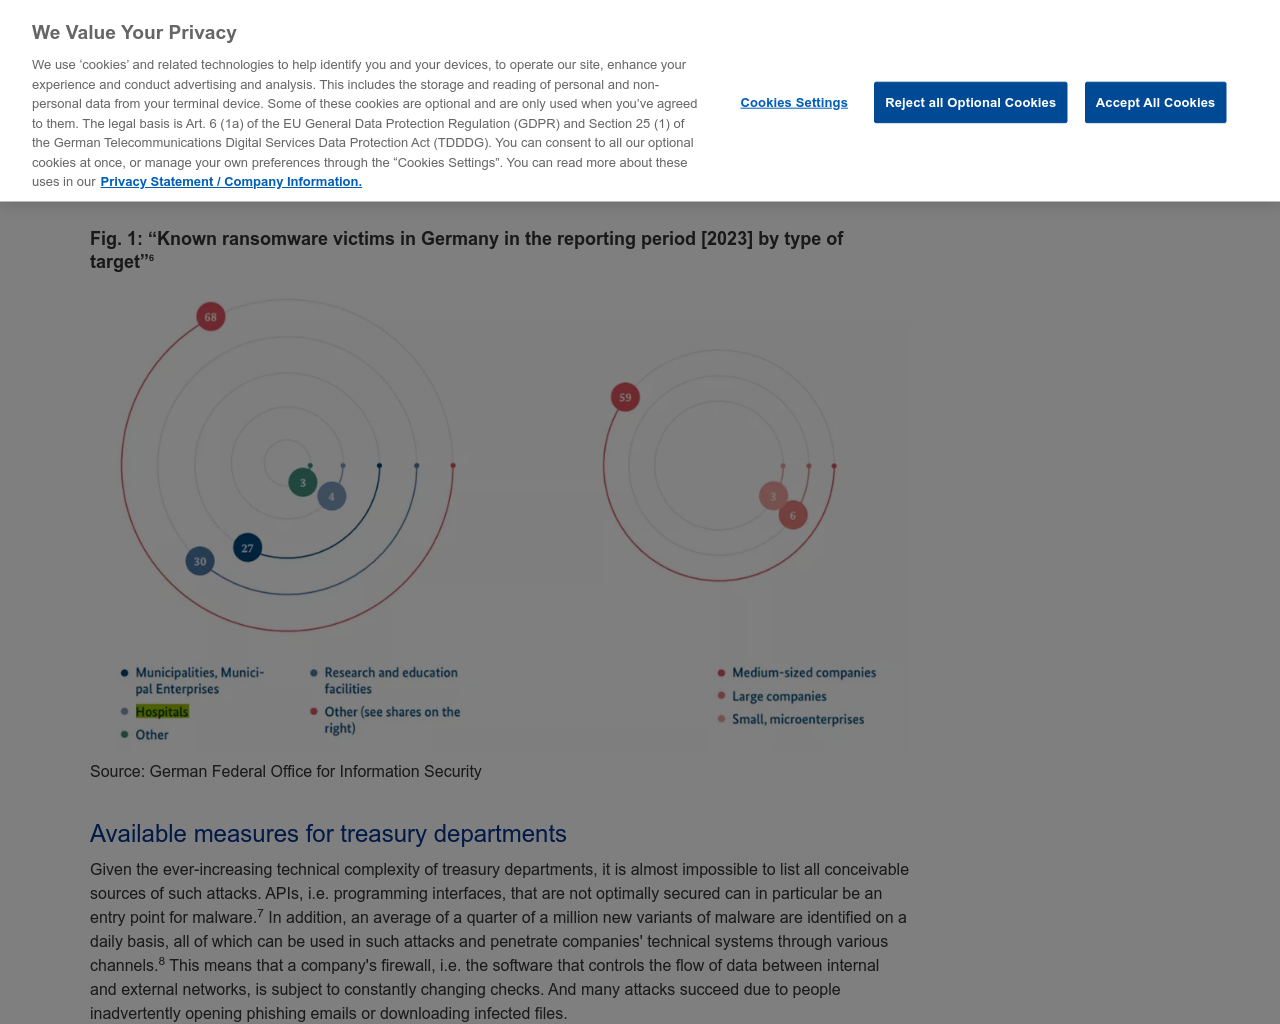 We Value Your Privacy
We use ‘cookies’ and related technologies to help identify you and your devices, to operate our site, enhance your
experience and conduct advertising and analysis. This includes the storage and reading of personal and non-
personal data from your terminal device. Some of these cookies are optional and are only used when you’ve agreed
to them. The legal basis is Art. 6 (1a) of the EU General Data Protection Regulation (GDPR) and Section 25 (1) of
the German Telecommunications Digital Services Data Protection Act (TDDDG). You can consent to all our optional
cookies at once, or manage your own preferences through the “Cookies Settings”. You can read more about these
uses in our Privacy Statement / Company Information.
Cookies Settings
Reject all Optional Cookies
Accept All Cookies
Fig. 1: “Known ransomware victims in Germany in the reporting period [2023] by type of
target”⁶
68
3
4
27
30
59
3
6
Municipalities, Munici-
pal Enterprises
Hospitals
Other
Research and education
facilities
Other (see shares on the
right)
Medium-sized companies
Large companies
Small, microenterprises
Source: German Federal Office for Information Security
Available measures for treasury departments
Given the ever-increasing technical complexity of treasury departments, it is almost impossible to list all conceivable
sources of such attacks. APIs, i.e. programming interfaces, that are not optimally secured can in particular be an
entry point for malware.⁷ In addition, an average of a quarter of a million new variants of malware are identified on a
daily basis, all of which can be used in such attacks and penetrate companies' technical systems through various
channels.⁸ This means that a company's firewall, i.e. the software that controls the flow of data between internal
and external networks, is subject to constantly changing checks. And many attacks succeed due to people
inadvertently opening phishing emails or downloading infected files.